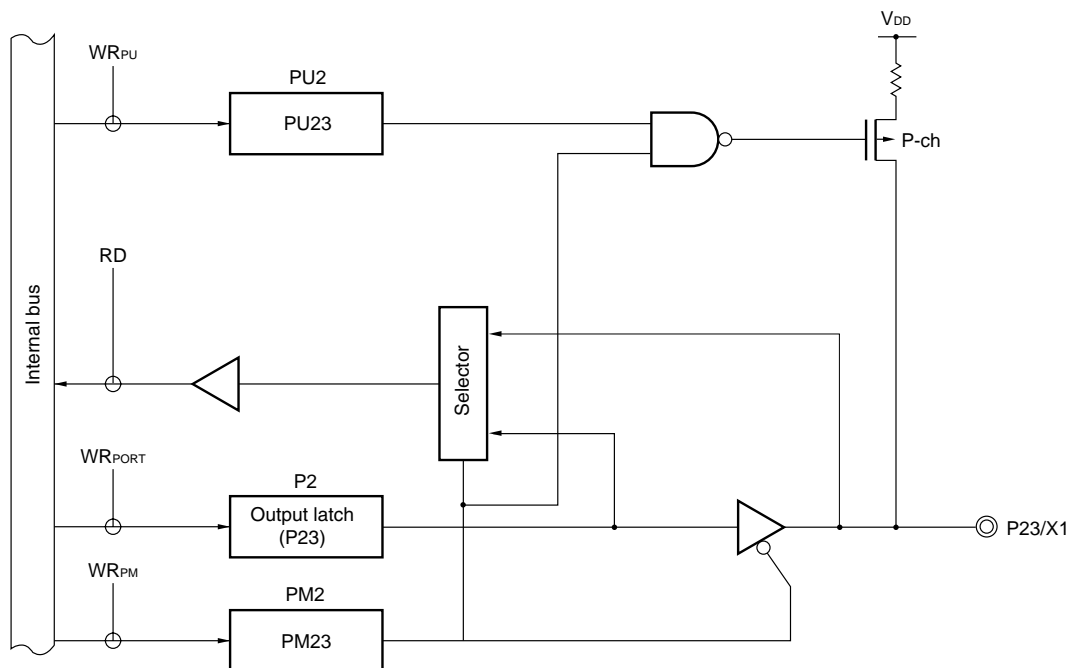 VDD
WRPU
PU2
PU23
P-ch
RD
Internal bus
Selector
WRPORT
P2
Output latch
(P23)
P23/X1
WRPM
PM2
PM23